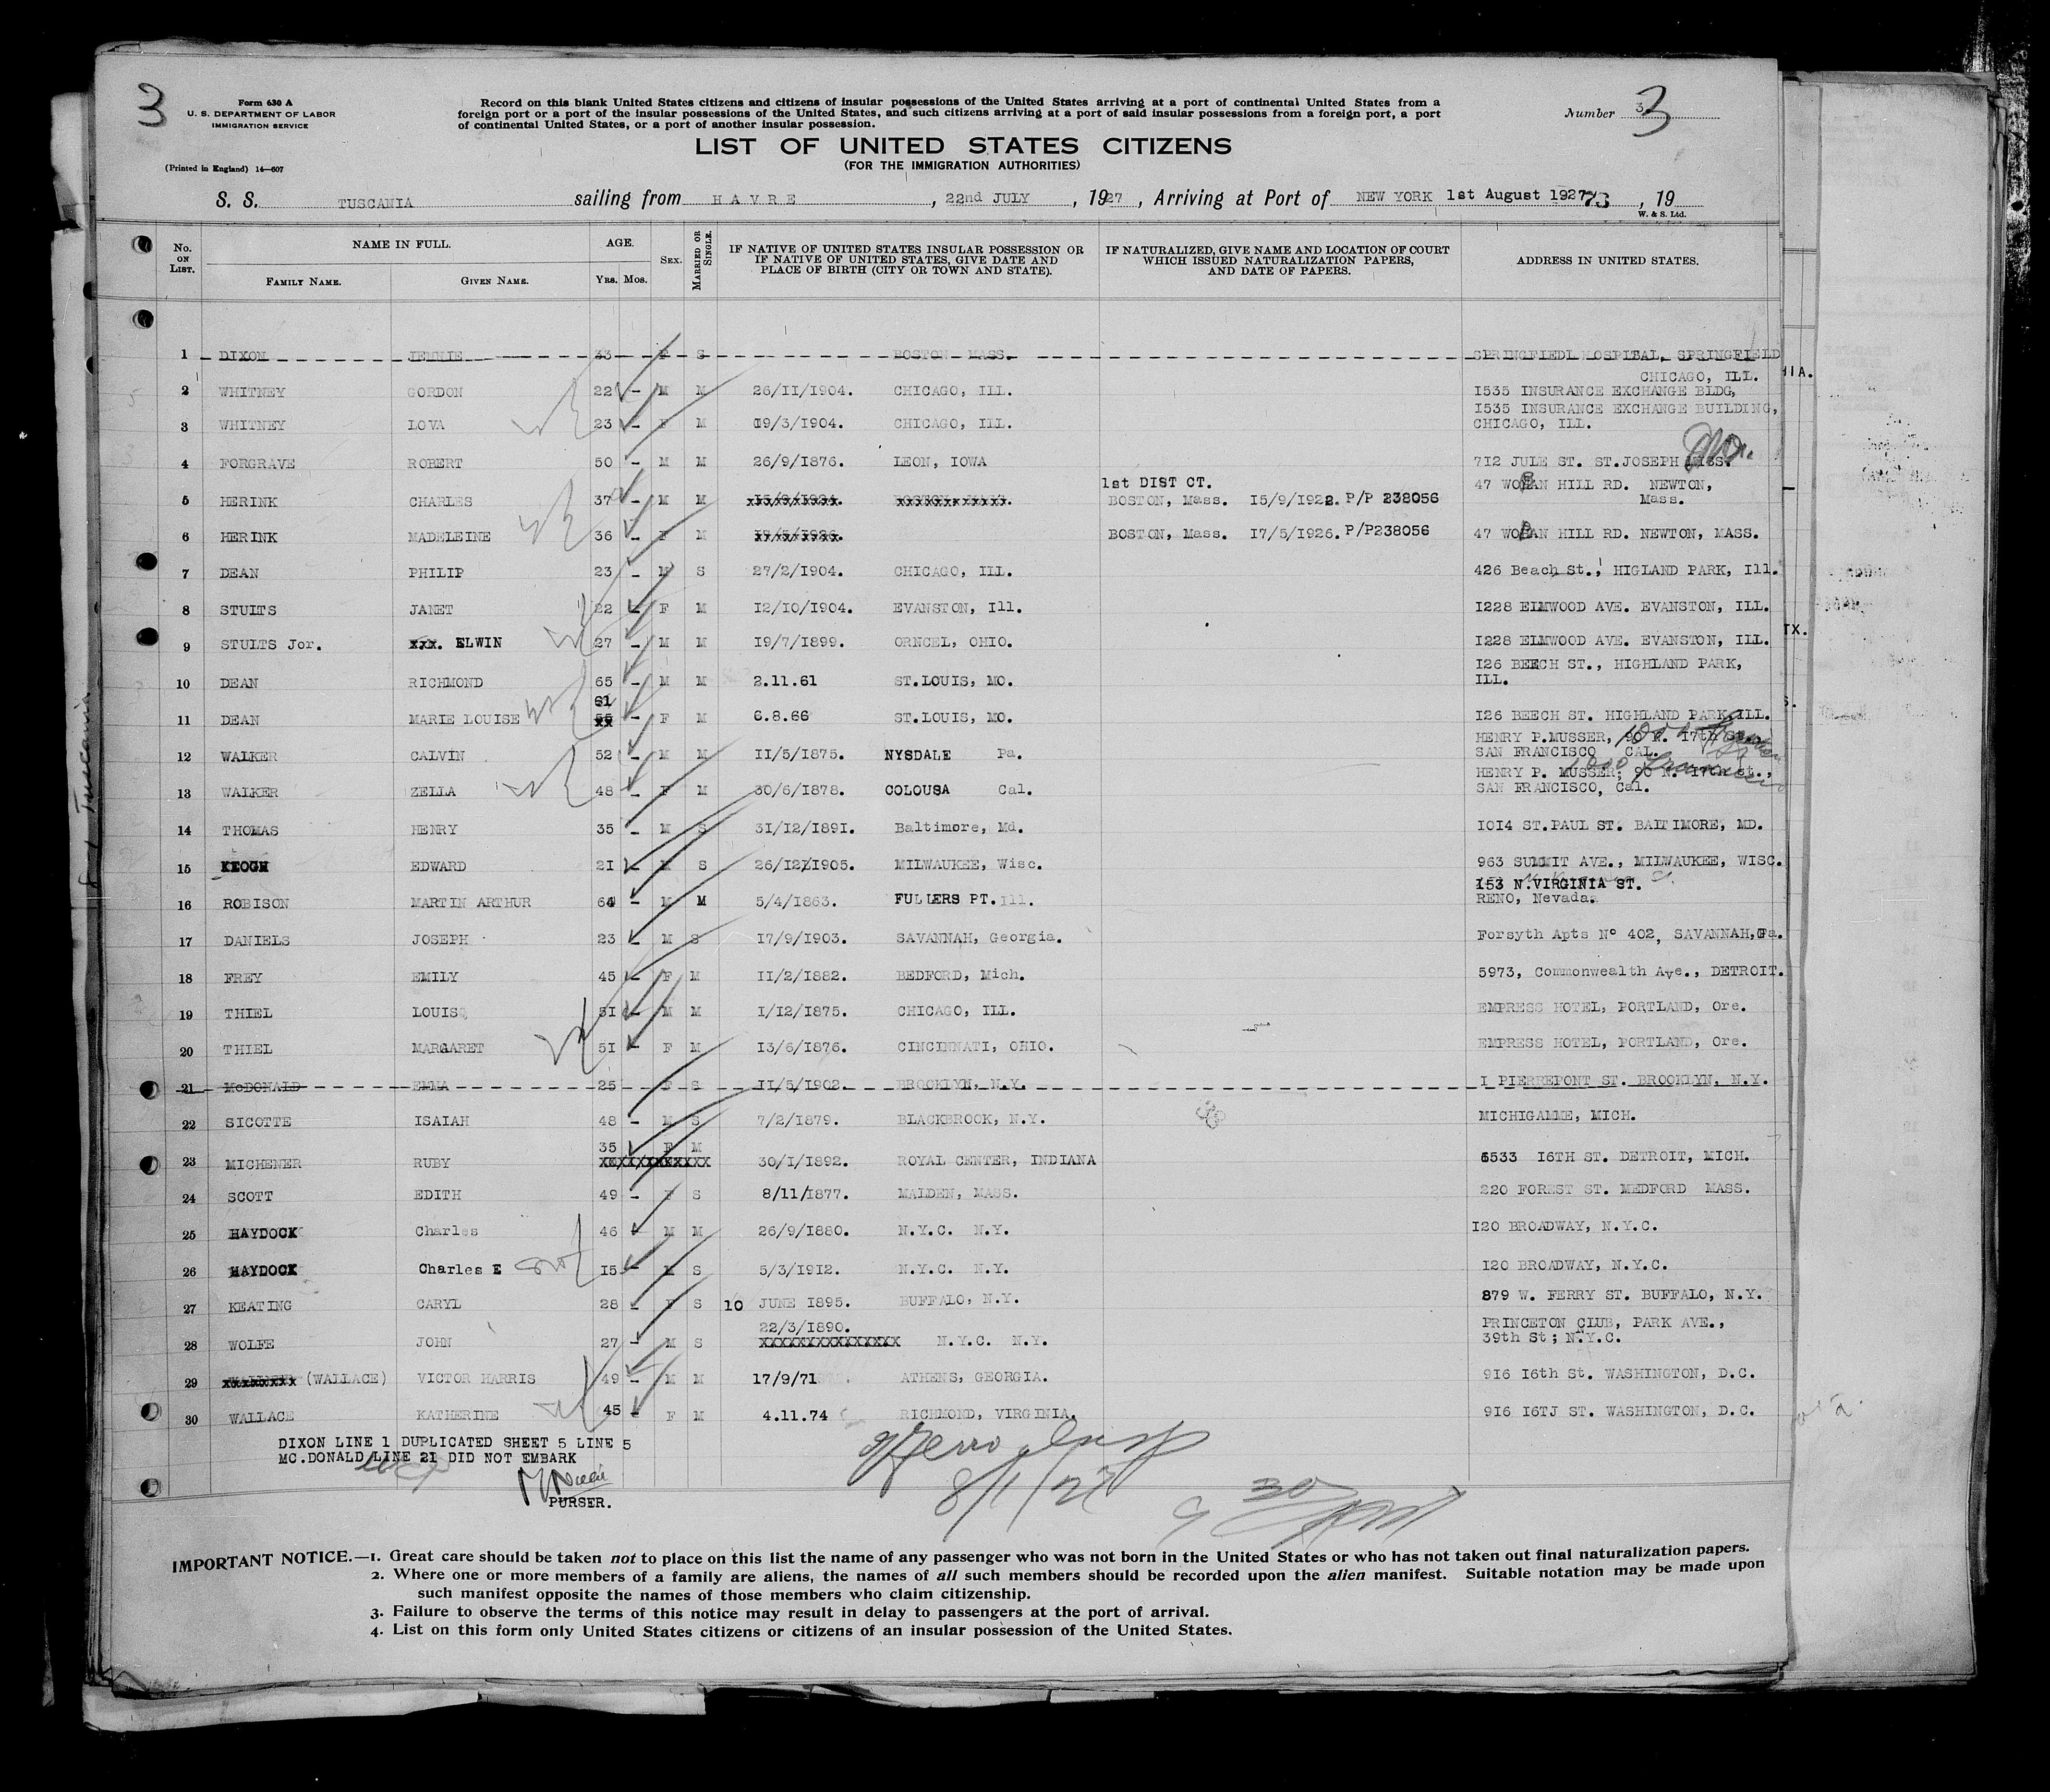 3
Form 630 A
U. S. DEPARTMENT OF LABOR
IMMIGRATION SERVICE
(Printed in England) 14—607
Record on this blank United States citizens and citizens of insular possessions of the United States arriving at a port of continental United States from a
foreign port or a port of the insular possessions of the United States, and such citizens arriving at a port of said insular possessions from a foreign port, a port
of continental United States, or a port of another insular possession.
Number 3 3
LIST OF UNITED STATES CITIZENS
(FOR THE IMMIGRATION AUTHORITIES)
S. S. TUSCANIA sailing from HAVRE , 22nd JULY , 1927 , Arriving at Port of NEW YORK 1st August 1927 , 19
W. & S. Ltd.
No. ON LIST. NAME IN FULL. FAMILY NAME. GIVEN NAME. AGE. YRS. MOS. SEX. MARRIED OR SINGLE. IF NATIVE OF UNITED STATES INSULAR POSSESSION OR IF NATIVE OF UNITED STATES, GIVE DATE AND PLACE OF BIRTH (CITY OR TOWN AND STATE). IF NATURALIZED, GIVE NAME AND LOCATION OF COURT WHICH ISSUED NATURALIZATION PAPERS, AND DATE OF PAPERS. ADDRESS IN UNITED STATES.
1 DIXON JENNIE 33 F S BOSTON MASS. SPRINGFIEDL HOSPITAL, SPRINGFIELD
CHICAGO, ILL.
2 WHITNEY GORDON 22 - M M 26/11/1904. CHICAGO, ILL. 1535 INSURANCE EXCHANGE BLDG,
1535 INSURANCE EXCHANGE BUILDING,
3 WHITNEY LOVA 23 - F M 19/3/1904. CHICAGO, ILL. CHICAGO, ILL.
4 FORGRAVE ROBERT 50 - M M 26/9/1876. LEON, IOWA 712 JULE ST. ST.JOSEPH MISS. Mo.
1st DIST CT.
5 HERINK CHARLES 37 - M M BOSTON, Mass. 15/9/1922. P/P 238056 47 WOBAN HILL RD. NEWTON,
Mass.
6 HERINK MADELEINE 36 - F M BOSTON, Mass. 17/5/1926. P/P238056 47 WOBAN HILL RD. NEWTON, MASS.
7 DEAN PHILIP 23 - M S 27/2/1904. CHICAGO, ILL. 426 Beach St., HIGLAND PARK, Ill.
8 STUITS JANET 22 - F M 12/10/1904. EVANSTON, Ill. 1228 ELMWOOD AVE. EVANSTON, ILL.
9 STULTS Jor. xxx. ELWIN 27 - M M 19/7/1899. ORNCEL, OHIO. 1228 ELMWOOD AVE. EVANSTON, ILL.
126 BEECH ST., HIGHLAND PARK,
10 DEAN RICHMOND 65 - M M 2.11.61 ST.LOUIS, MO. ILL.
61
11 DEAN MARIE LOUISE - F M 6.8.66 ST.LOUIS, MO. 126 BEECH ST. HIGHLAND PARK ILL.
HENRY P.MUSSER, 90 N. 17th St.,
12 WALKER CALVIN 52 - M M 11/5/1875. NYSDALE Pa. SAN FRANCISCO CAL.
HENRY P. MUSSER, 90 N. 17th St.,
13 WALKER ZELLA 48 - F M 30/6/1878. COLOUSA Cal. SAN FRANCISCO, Cal.
14 THOMAS HENRY 35 - M S 31/12/1891. Baltimore, Md. 1014 ST.PAUL ST. BALTIMORE, MD.
15 KEOGH EDWARD 21 - M S 26/12/1905. MILWAUKEE, Wisc. 963 SUMMIT AVE., MILWAUKEE, WISC.
153 N.VIRGINIA ST.
16 ROBISON MARTIN ARTHUR 64 - M M 5/4/1863. FULLERS PT. Ill. RENO, Nevada.
17 DANIELS JOSEPH 23 - M S 17/9/1903. SAVANNAH, Georgia. Forsyth Apts Nº 402, SAVANNAH, Ga.
18 FREY EMILY 45 - F M 11/2/1882. BEDFORD, Mich. 5973, Commonwealth Ave., DETROIT.
19 THIEL LOUIS 51 - M M 1/12/1875. CHICAGO, ILL. EMPRESS HOTEL, PORTLAND, Ore.
20 THIEL MARGARET 51 - F M 13/6/1876. CINCINNATI, OHIO. EMPRESS HOTEL, PORTLAND, Ore.
21 McDONALD EMMA 25 F S 11/5/1902. BROOKLYN, N.Y. 1 PIERREPONT ST. BROOKLYN, N.Y.
22 SICOTTE ISAIAH 48 - M S 7/2/1879. BLACKBROOK, N.Y. MICHIGAMME, MICH.
35 F M
23 MICHENER RUBY 30/1/1892. ROYAL CENTER, INDIANA 6533 16TH ST. DETROIT, MICH.
24 SCOTT EDITH 49 - F S 8/11/1877. MALDEN, MASS. 220 FOREST ST. MEDFORD MASS.
25 HAYDOCK Charles 46 - M M 26/9/1880. N.Y.C. N.Y. 120 BROADWAY, N.Y.C.
26 HAYDOCK Charles E 15 - M S 5/3/1912. N.Y.C. N.Y. 120 BROADWAY, N.Y.C.
27 KEATING CARYL 28 - F S 10 JUNE 1895. BUFFALO, N.Y. 879 W. FERRY ST. BUFFALO, N.Y.
22/3/1890. PRINCETON CLUB, PARK AVE.,
28 WOLFE JOHN 27 - M S XXXXXXXXXXXXXXXX N.Y.C. N.Y. 39th St; N.Y.C.
29 xxxxxxxx (WALLACE) VICTOR HARRIS 49 - M M 17/9/71 ATHENS, GEORGIA. 916 16th St. WASHINGTON, D.C.
30 WALLACE KATHERINE 45 - F M 4.11.74 RICHMOND, VIRGINIA. 916 16TJ ST. WASHINGTON, D.C.
DIXON LINE 1 DUPLICATED SHEET 5 LINE 5
MC.DONALD LINE 21 DID NOT EMBARK
PURSER.
8/1/27
30
IMPORTANT NOTICE.—1. Great care should be taken not to place on this list the name of any passenger who was not born in the United States or who has not taken out final naturalization papers.
2. Where one or more members of a family are aliens, the names of all such members should be recorded upon the alien manifest. Suitable notation may be made upon
such manifest opposite the names of those members who claim citizenship.
3. Failure to observe the terms of this notice may result in delay to passengers at the port of arrival.
4. List on this form only United States citizens or citizens of an insular possession of the United States.